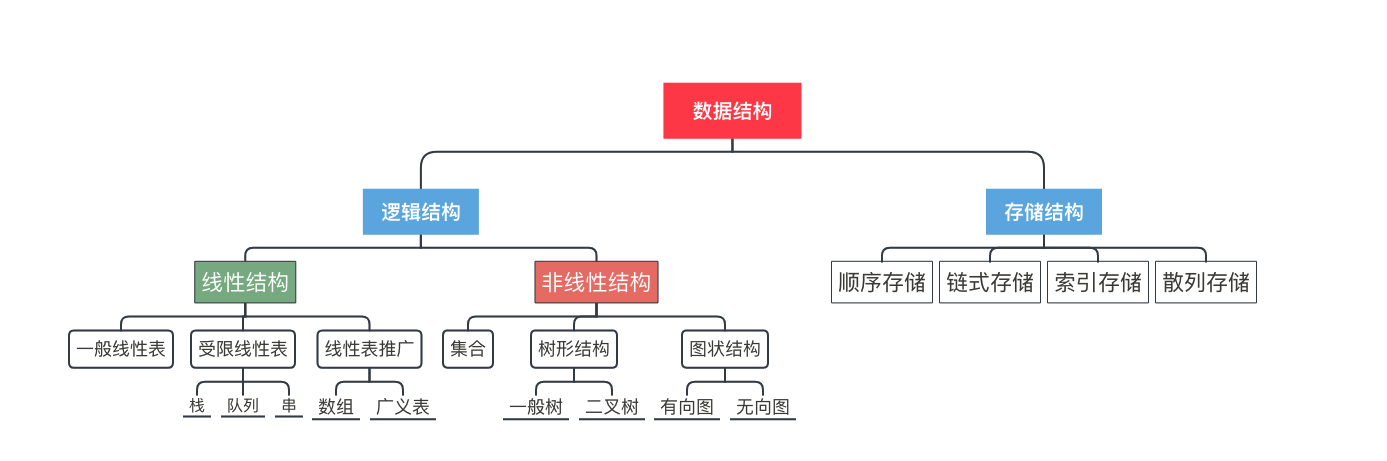 数据结构
逻辑结构
存储结构
线性结构
非线性结构
顺序存储
链式存储
索引存储
散列存储
一般线性表
受限线性表
线性表推广
集合
树形结构
图状结构
栈
队列
串
数组
广义表
一般树
二叉树
有向图
无向图